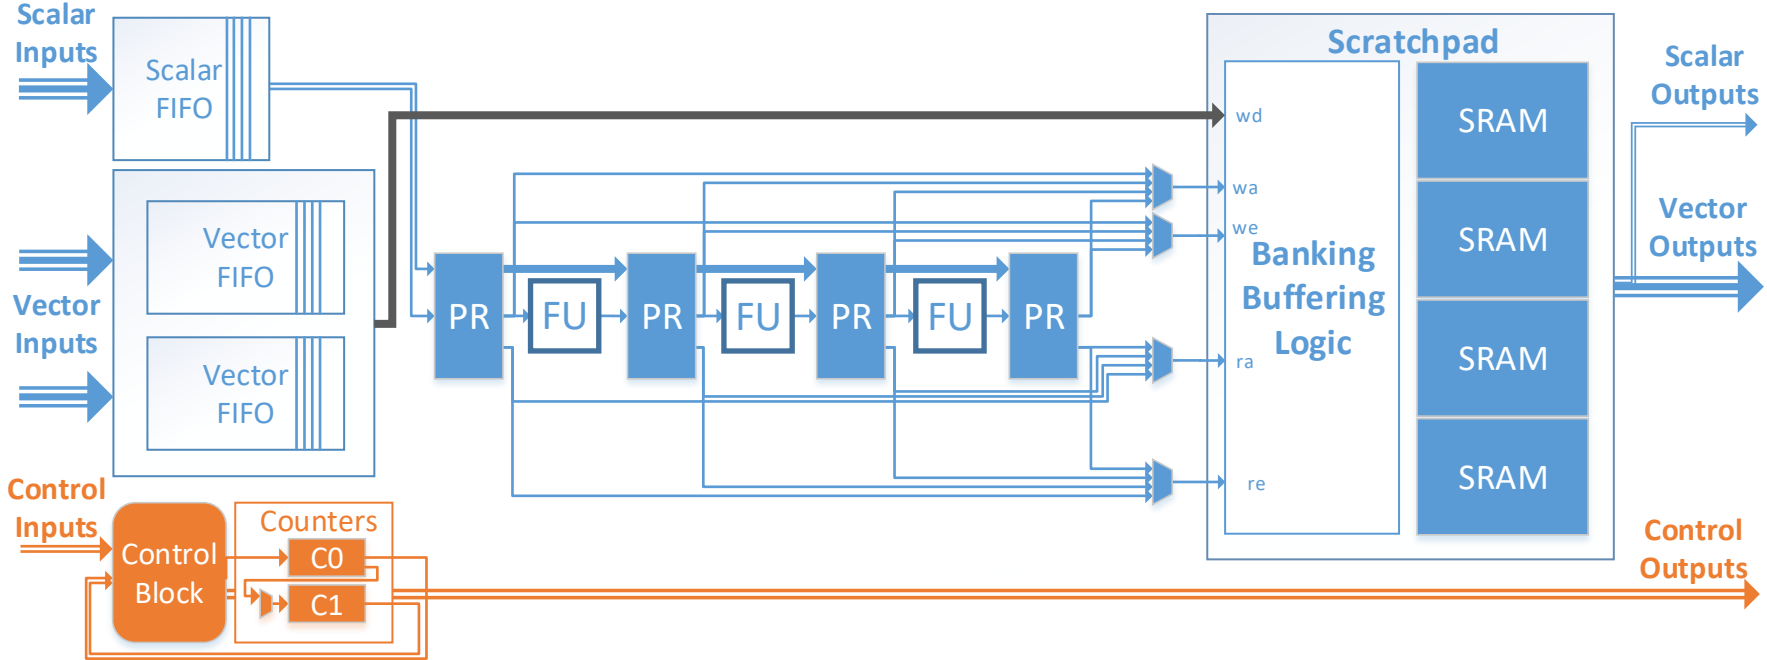 Scalar
Inputs
Scalar
FIFO
Vector
FIFO
Vector
Inputs
Vector
FIFO
Control
Inputs
Control
Block
Counters
C0
C1
PR
FU
PR
FU
PR
FU
PR
Scratchpad
wd
wa
we
ra
re
Banking
Buffering
Logic
SRAM
SRAM
SRAM
SRAM
Scalar
Outputs
Vector
Outputs
Control
Outputs